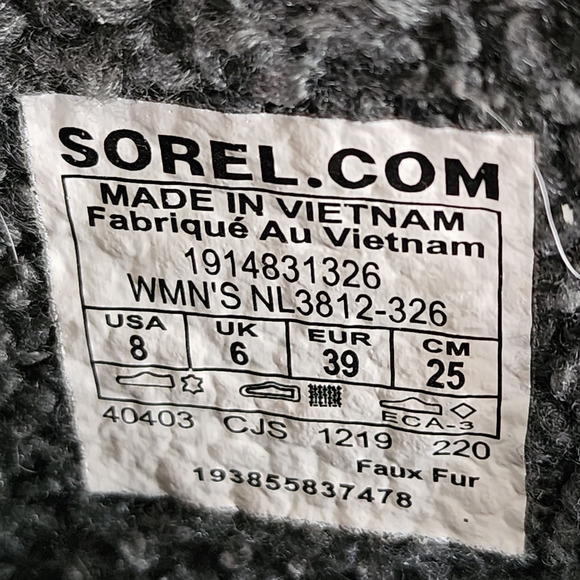 SOREL.COM
MADE IN VIETNAM
Fabriqué Au Vietnam
1914831326
WMN'S NL3812-326
USA UK EUR CM
8 6 39 25
ECA-3
40403 CJS 1219 220
Faux Fur
193855837478